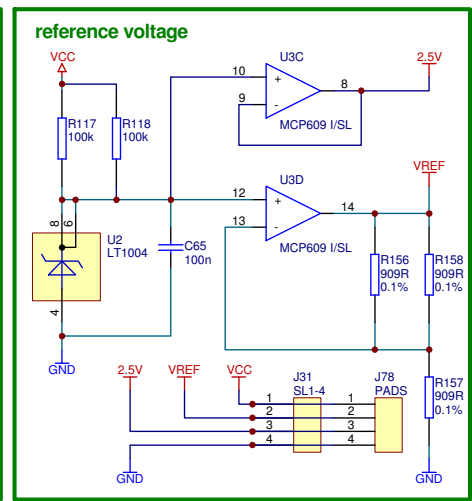 reference voltage
VCC
R117
100k
R118
100k
10
9
+
-
U3C
8
MCP609 I/SL
2.5V
12
13
+
-
U3D
14
MCP609 I/SL
VREF
8
6
4
U2
LT1004
C65
100n
R156
909R
0.1%
R158
909R
0.1%
R157
909R
0.1%
GND
2.5V
VREF
VCC
J31
SL1-4
J78
PADS
1
2
3
4
1
2
3
4
GND
GND